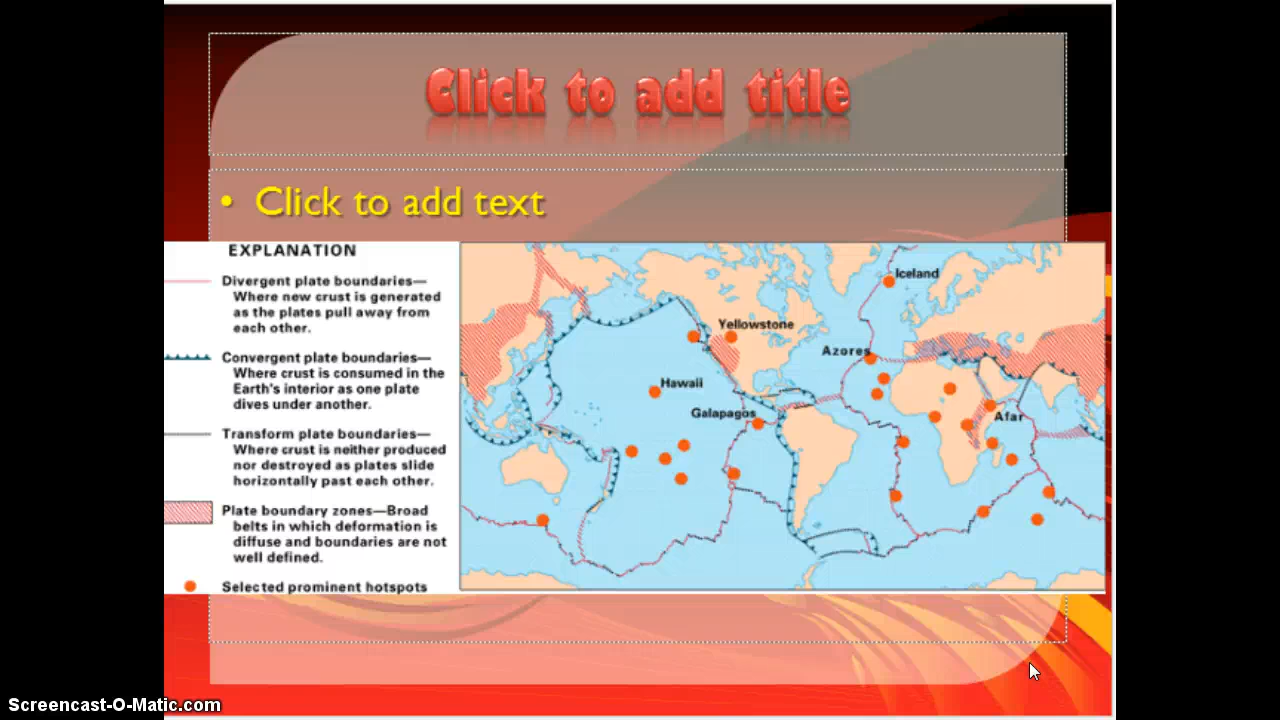 Click to add title
• Click to add text
EXPLANATION
Divergent plate boundaries—
Where new crust is generated
as the plates pull away from
each other.
Convergent plate boundaries—
Where crust is consumed in the
Earth's interior as one plate
dives under another.
Transform plate boundaries—
Where crust is neither produced
nor destroyed as plates slide
horizontally past each other.
Plate boundary zones—Broad
belts in which deformation is
diffuse and boundaries are not
well defined.
Selected prominent hotspots
Iceland
Yellowstone
Azores
Hawaii
Galapagos
Afar
Screencast-O-Matic.com